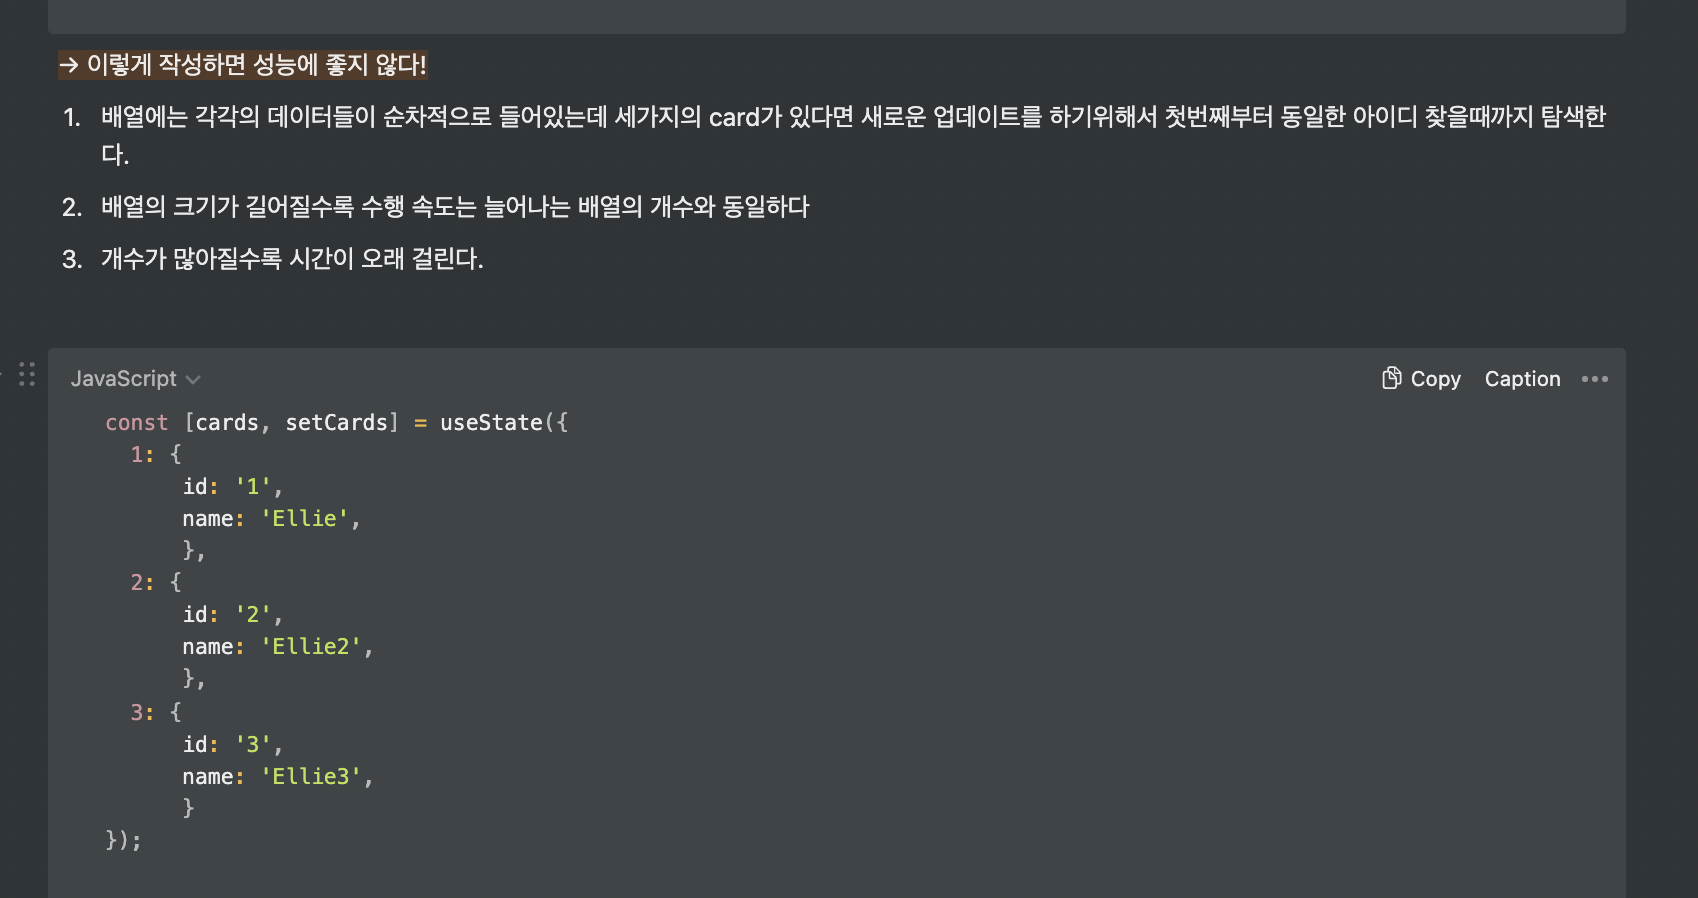 → 이렇게 작성하면 성능에 좋지 않다!
1. 배열에는 각각의 데이터들이 순차적으로 들어있는데 세가지의 card가 있다면 새로운 업데이트를 하기위해서 첫번째부터 동일한 아이디 찾을때까지 탐색한
다.
2. 배열의 크기가 길어질수록 수행 속도는 늘어나는 배열의 개수와 동일하다
3. 개수가 많아질수록 시간이 오래 걸린다.
JavaScript Copy Caption •••
const [cards, setCards] = useState({
  1: {
      id: '1',
      name: 'Ellie',
      },
  2: {
      id: '2',
      name: 'Ellie2',
      },
  3: {
      id: '3',
      name: 'Ellie3',
      }
});